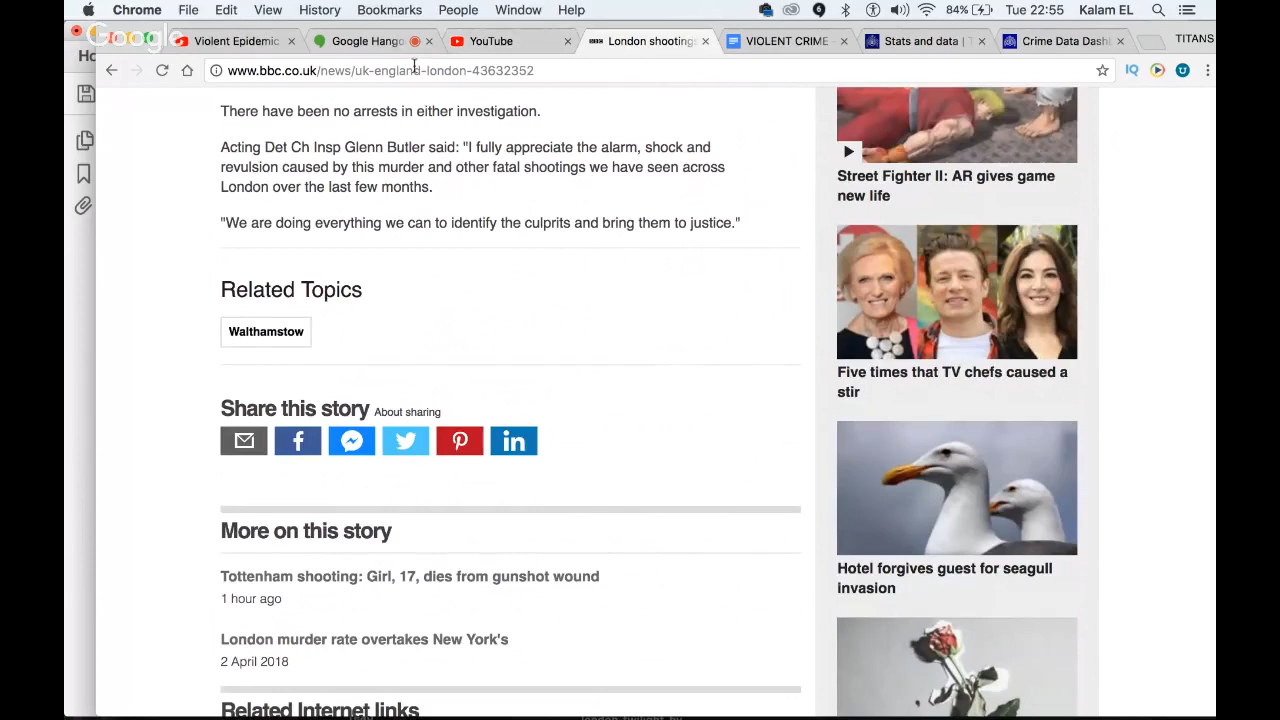 Chrome File Edit View History Bookmarks People Window Help 84% Tue 22:55 Kalam EL
Google
Violent Epidemic × Google Hango × YouTube × London shootings × VIOLENT CRIME - × Stats and data | T × Crime Data Dash × TITANS
Ho
www.bbc.co.uk/news/uk-england-london-43632352
IQ
There have been no arrests in either investigation.
Acting Det Ch Insp Glenn Butler said: "I fully appreciate the alarm, shock and
revulsion caused by this murder and other fatal shootings we have seen across
London over the last few months.
"We are doing everything we can to identify the culprits and bring them to justice."
Related Topics
Walthamstow
Share this story About sharing
More on this story
Tottenham shooting: Girl, 17, dies from gunshot wound
1 hour ago
London murder rate overtakes New York's
2 April 2018
Related Internet links
Street Fighter II: AR gives game
new life
Five times that TV chefs caused a
stir
Hotel forgives guest for seagull
invasion